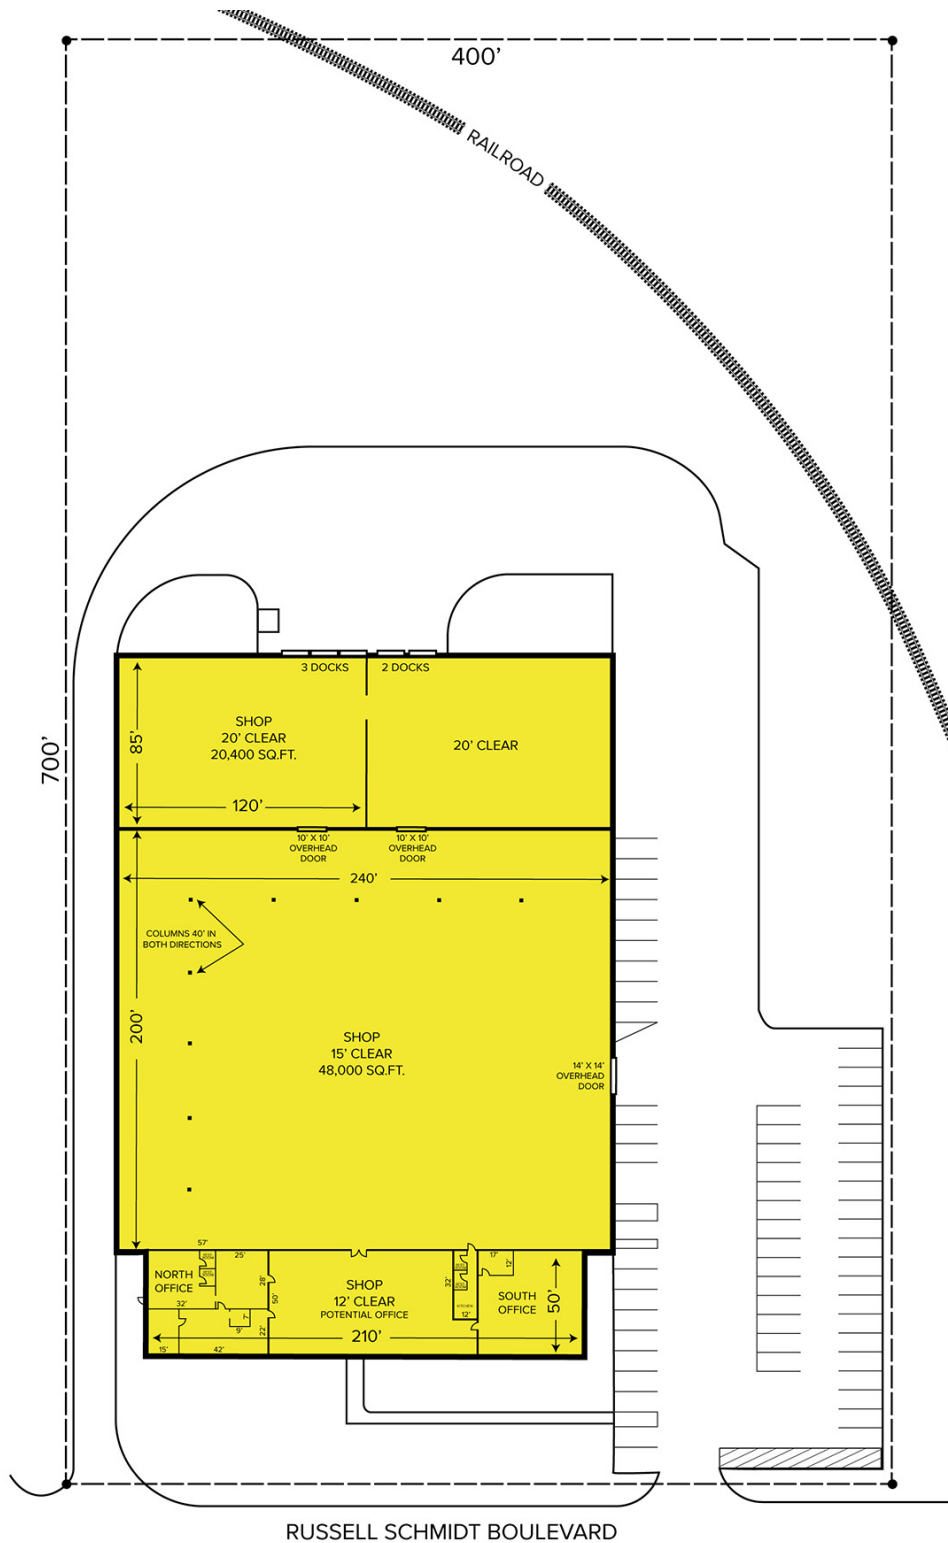 400’
RAILROAD
700’
3 DOCKS
2 DOCKS
SHOP
20’ CLEAR
20,400 SQ.FT.
85’
20’ CLEAR
120’
10’ X 10’
OVERHEAD
DOOR
10’ X 10’
OVERHEAD
DOOR
240’
COLUMNS 40’ IN
BOTH DIRECTIONS
200’
SHOP
15’ CLEAR
48,000 SQ.FT.
14’ X 14’
OVERHEAD
DOOR
57’
25’
17’
12’
NORTH
OFFICE
28’
50’
SHOP
12’ CLEAR
POTENTIAL OFFICE
32’
KITCHEN
12’
SOUTH
OFFICE
50’
32’
7’
9’
22’
210’
15’
42’
RUSSELL SCHMIDT BOULEVARD